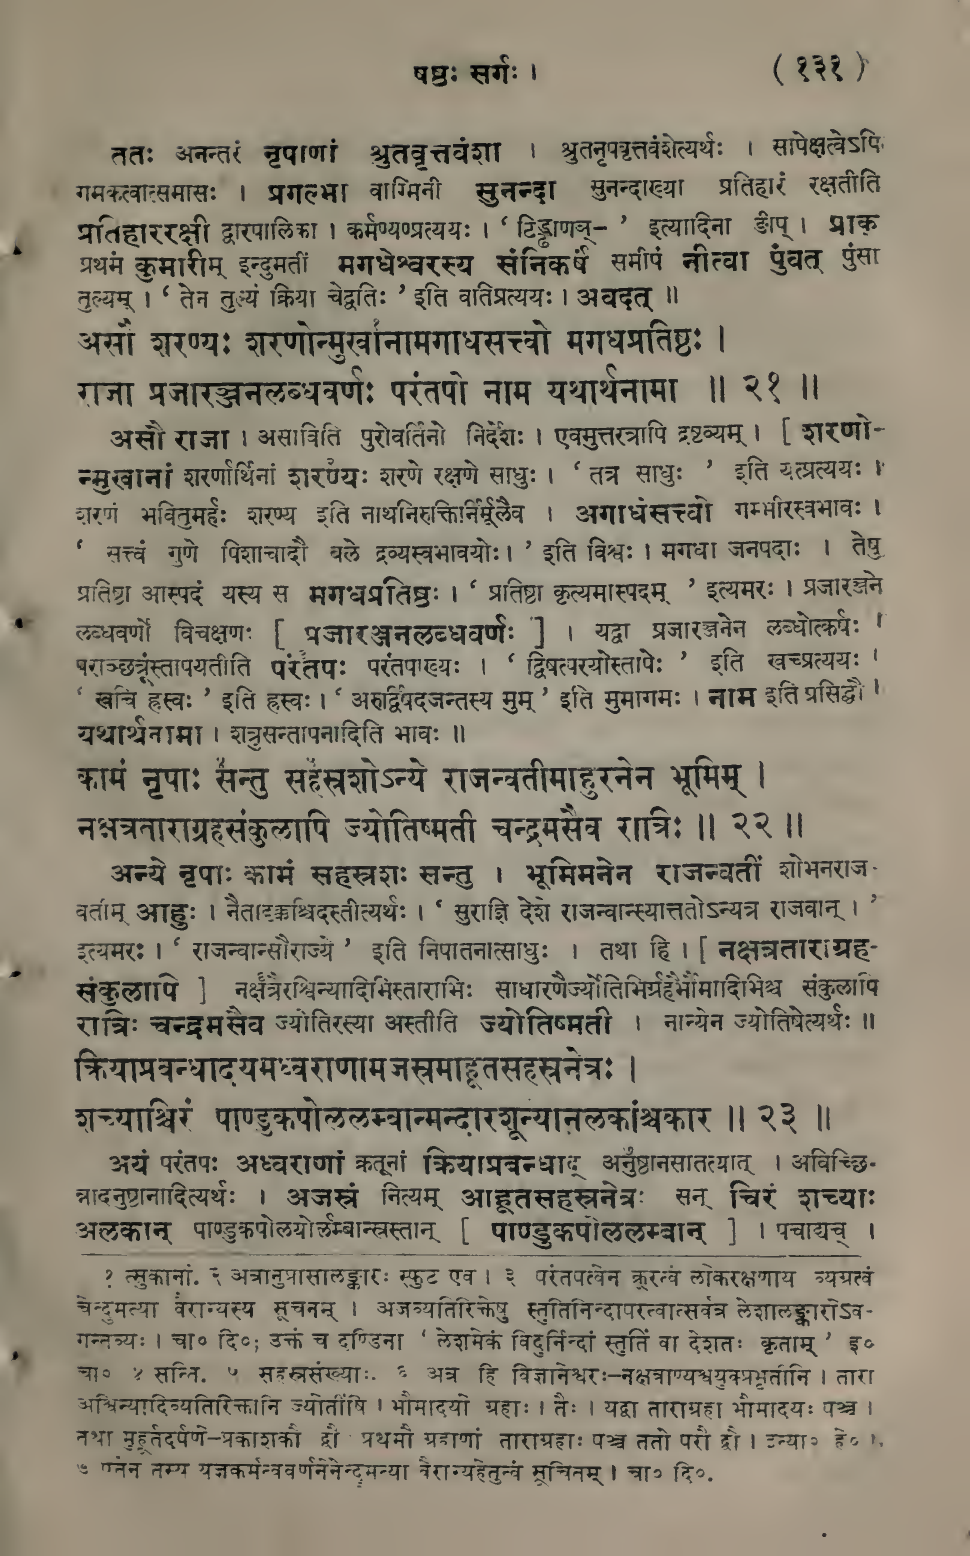 षष्ठः सर्गः ।
( १३१ )
ततः अनन्तरं नृपाणां श्रुतवृत्तवंशा । श्रुतनृपवृत्तवंशेत्यर्थः । सापेक्षत्वेऽपि
गमकत्वात्समासः । प्रगल्भा वाग्मिनी सुनन्दा सुनन्दाख्या प्रतिहारं रक्षतीति
प्रतिहाररक्षी द्वारपालिका । कर्मण्यण्प्रत्ययः । ‘ टिड्ढाणञ्– ’ इत्यादिना ङीप् । प्राक्
प्रथमं कुमारीम् इन्दुमतीं मगधेश्वरस्य संनिकर्षं समीपं नीत्वा पुंवत् पुंसा
तुल्यम् । ‘ तेन तुल्यं क्रिया चेद्वतिः ’ इति वतिप्रत्ययः । अवदत् ॥
असौ शरण्यः शरणोन्मुखानामगाधसत्त्वो मगधप्रतिष्ठः ।
राजा प्रजारञ्जनलब्धवर्णः परंतपो नाम यथार्थनामा ॥ २१ ॥
असौ राजा । असाविति पुरोवर्तिनो निर्देशः । एवमुत्तरत्रापि द्रष्टव्यम् । [ शरणो-
न्मुखानां शरणार्थिनां शरण्यः शरणे रक्षणे साधुः । ‘ तत्र साधुः ’ इति यत्प्रत्ययः ।
शरणं भवितुमर्हः शरण्य इति नाथनिरुक्तिर्निर्मूलैव । अगाधसत्त्वो गम्भीरस्वभावः ।
‘ सत्त्वं गुणे पिशाचादौ बले द्रव्यस्वभावयोः । ’ इति विश्वः । मगधा जनपदाः । तेषु
प्रतिष्ठा आस्पदं यस्य स मगधप्रतिष्ठः । ‘ प्रतिष्ठा कृत्यमास्पदम् ’ इत्यमरः । प्रजारञ्जने
लब्धवर्णो विचक्षणः [ प्रजारञ्जनलब्धवर्णः ] । यद्वा प्रजारञ्जनेन लब्धोत्कर्षः ।
पराञ्छत्रूंस्तापयतीति परंतपः परंतपाख्यः । ‘ द्विषत्परयोस्तापेः ’ इति खच्प्रत्ययः ।
‘ खचि ह्रस्वः ’ इति ह्रस्वः । ‘ अरुर्द्विषदजन्तस्य मुम् ’ इति मुमागमः । नाम इति प्रसिद्धौ ।
यथार्थनामा । शत्रुसन्तापनादिति भावः ॥
कामं नृपाः सन्तु सहस्रशोऽन्ये राजन्वतीमाहुरनेन भूमिम् ।
नक्षत्रताराग्रहसंकुलापि ज्योतिष्मती चन्द्रमसैव रात्रिः ॥ २२ ॥
अन्ये नृपाः कामं सहस्रशः सन्तु । भूमिमनेन राजन्वतीं शोभनराज-
वतीम् आहुः । नैतादृक्कश्चिदस्तीत्यर्थः । ‘ सुराज्ञि देशे राजन्वान्स्यात्ततोऽन्यत्र राजवान् । ’
इत्यमरः । ‘ राजन्वान्सौराज्ये ’ इति निपातनात्साधुः । तथा हि । [ नक्षत्रताराग्रह-
संकुलापि ] नक्षत्रैरश्विन्यादिभिस्ताराभिः साधारणैर्ज्योतिभिर्ग्रहैर्भौमादिभिश्च संकुलापि
रात्रिः चन्द्रमसैव ज्योतिरस्या अस्तीति ज्योतिष्मती । नान्येन ज्योतिषेत्यर्थः ॥
क्रियाप्रबन्धादयमध्वराणामजस्रमाहूतसहस्रनेत्रः ।
शच्याश्चिरं पाण्डुकपोललम्बान्मन्दारशून्यानलकांश्चकार ॥ २३ ॥
अयं परंतपः अध्वराणां क्रतूनां क्रियाप्रबन्धाद् अनुष्ठानसातत्यात् । अविच्छि-
न्नादनुष्ठानादित्यर्थः । अजस्रं नित्यम् आहूतसहस्रनेत्रः सन् चिरं शच्याः
अलकान् पाण्डुकपोलयोर्लम्बान्स्रस्तान् [ पाण्डुकपोललम्बान् ] । पचाद्यच् ।
१ त्सुकानां. २ अत्रानुप्रासालङ्कारः स्फुट एव । ३ परंतपत्वेन क्रूरत्वं लोकरक्षणाय व्यग्रत्वं
चेन्दुमत्या वैराग्यस्य सूचनम् । अजव्यतिरिक्तेषु स्तुतिनिन्दापरत्वात्सर्वत्र लेशालङ्कारोऽव-
गन्तव्यः । चा० दि०; उक्तं च दण्डिना ‘ लेशमेकं विदुर्निन्दां स्तुतिं वा देशतः कृताम् ’ इ०
चा० ४ सन्ति. ५ सहस्रसंख्याः. ६ अत्र हि विज्ञानेश्वरः–नक्षत्राण्यश्वयुक्प्रभृतीनि । तारा
अश्विन्यादिव्यतिरिक्तानि ज्योतींषि । भौमादयो ग्रहाः । तैः । यद्वा ताराग्रहा भौमादयः पञ्च ।
तथा मुहूर्तदर्पणे–प्रकाशकौ द्वौ प्रथमौ ग्रहाणां ताराग्रहाः पञ्च ततो परौ द्वौ । इत्या० हे० ।
७ एतेन तस्य यज्ञकर्मन्ववर्णनेनेन्दुमत्या वैराग्यहेतुत्वं सूचितम् । चा० दि०.